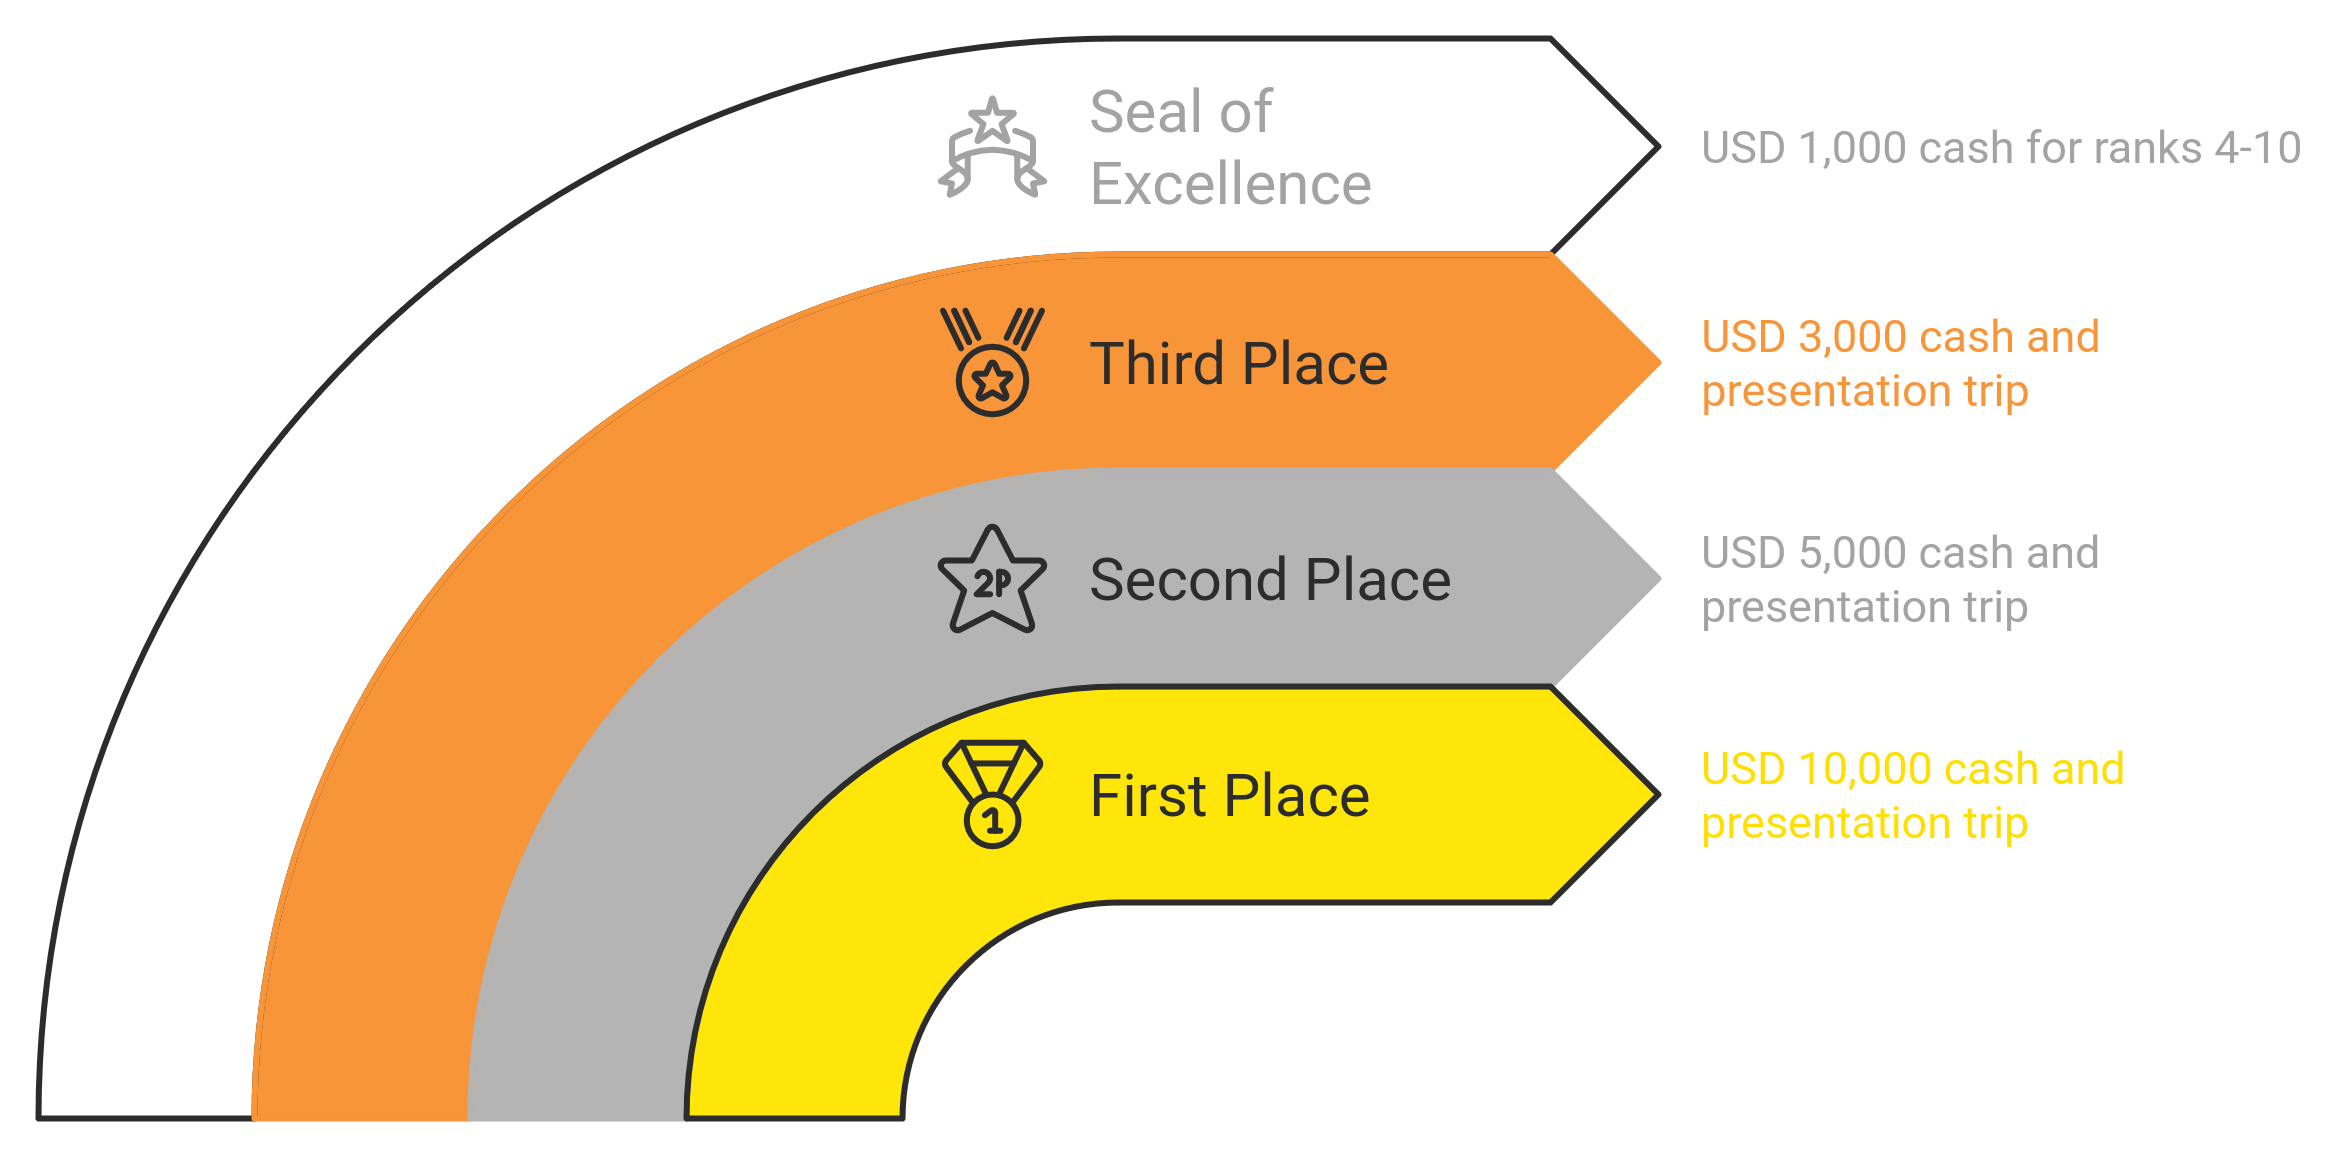 Seal of
Excellence
USD 1,000 cash for ranks 4-10
Third Place
USD 3,000 cash and
presentation trip
2P
Second Place
USD 5,000 cash and
presentation trip
1
First Place
USD 10,000 cash and
presentation trip